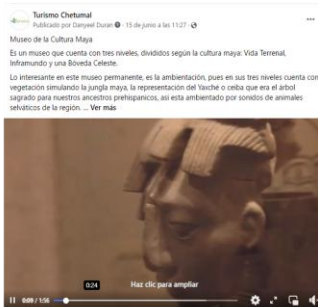 Turismo Chetumal
Publicado por Danyeel Duran · 15 de junio a las 11:27 ·
Museo de la Cultura Maya
Es un museo que cuenta con tres niveles, divididos según la cultura maya: Vida Terrenal,
Inframundo y una Bóveda Celeste.
Lo interesante en este museo permanente, es la ambientación, pues en sus tres niveles cuenta con
vegetación simulando la jungla maya, la representación del Yaxché o ceiba que era el árbol
sagrado para nuestros ancestros prehispánicos, asi esta ambientado por sonidos de animales
selváticos de la región. ... Ver más
0:24
Haz clic para ampliar
0:09 / 1:56